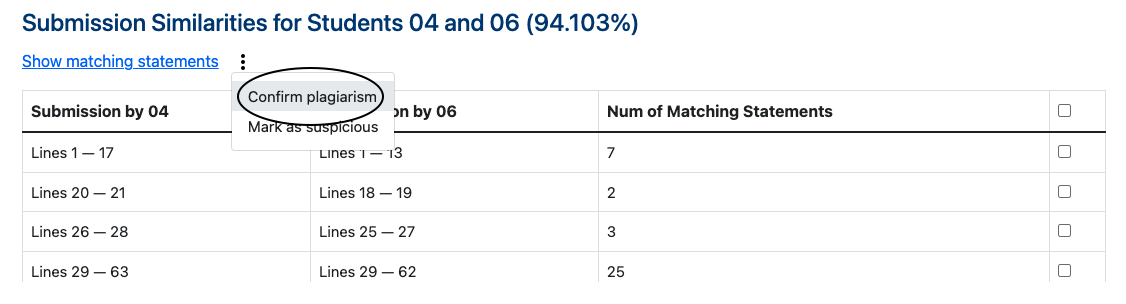 Submission Similarities for Students 04 and 06 (94.103%)
Show matching statements
Confirm plagiarism
Mark as suspicious
Submission by 04 on by 06 Num of Matching Statements
Lines 1 — 17 Lines 1 — 13 7
Lines 20 — 21 Lines 18 — 19 2
Lines 26 — 28 Lines 25 — 27 3
Lines 29 — 63 Lines 29 — 62 25